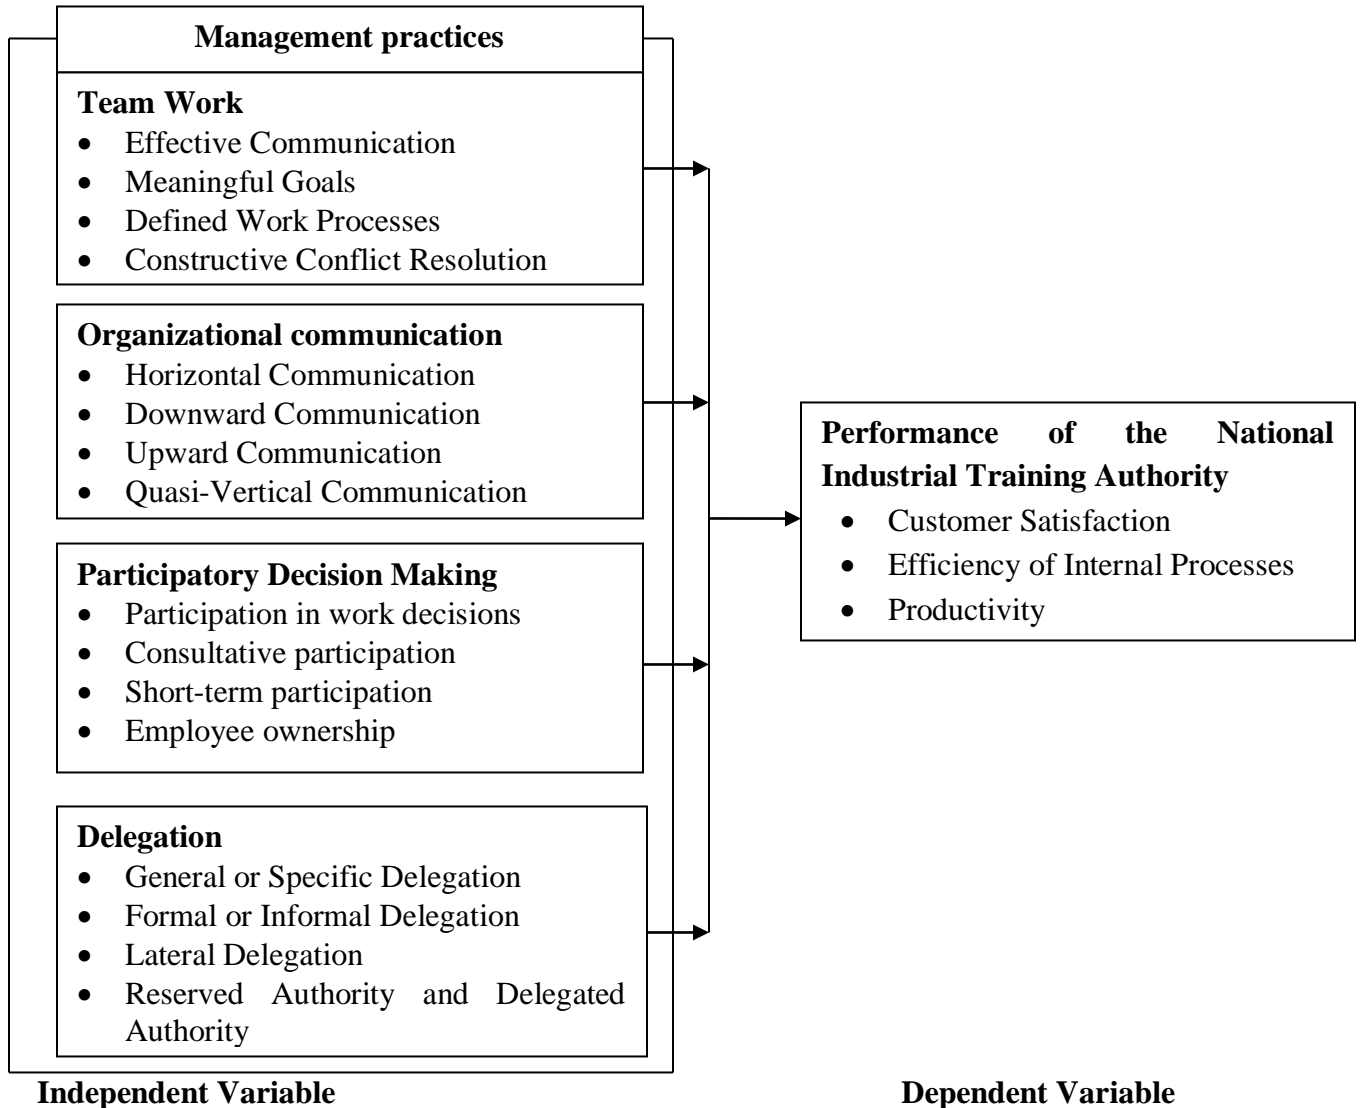 Management practices
Team Work
• Effective Communication
• Meaningful Goals
• Defined Work Processes
• Constructive Conflict Resolution
Organizational communication
• Horizontal Communication
• Downward Communication
• Upward Communication
• Quasi-Vertical Communication
Participatory Decision Making
• Participation in work decisions
• Consultative participation
• Short-term participation
• Employee ownership
Delegation
• General or Specific Delegation
• Formal or Informal Delegation
• Lateral Delegation
• Reserved Authority and Delegated
Authority
Independent Variable
Performance of the National
Industrial Training Authority
• Customer Satisfaction
• Efficiency of Internal Processes
• Productivity
Dependent Variable